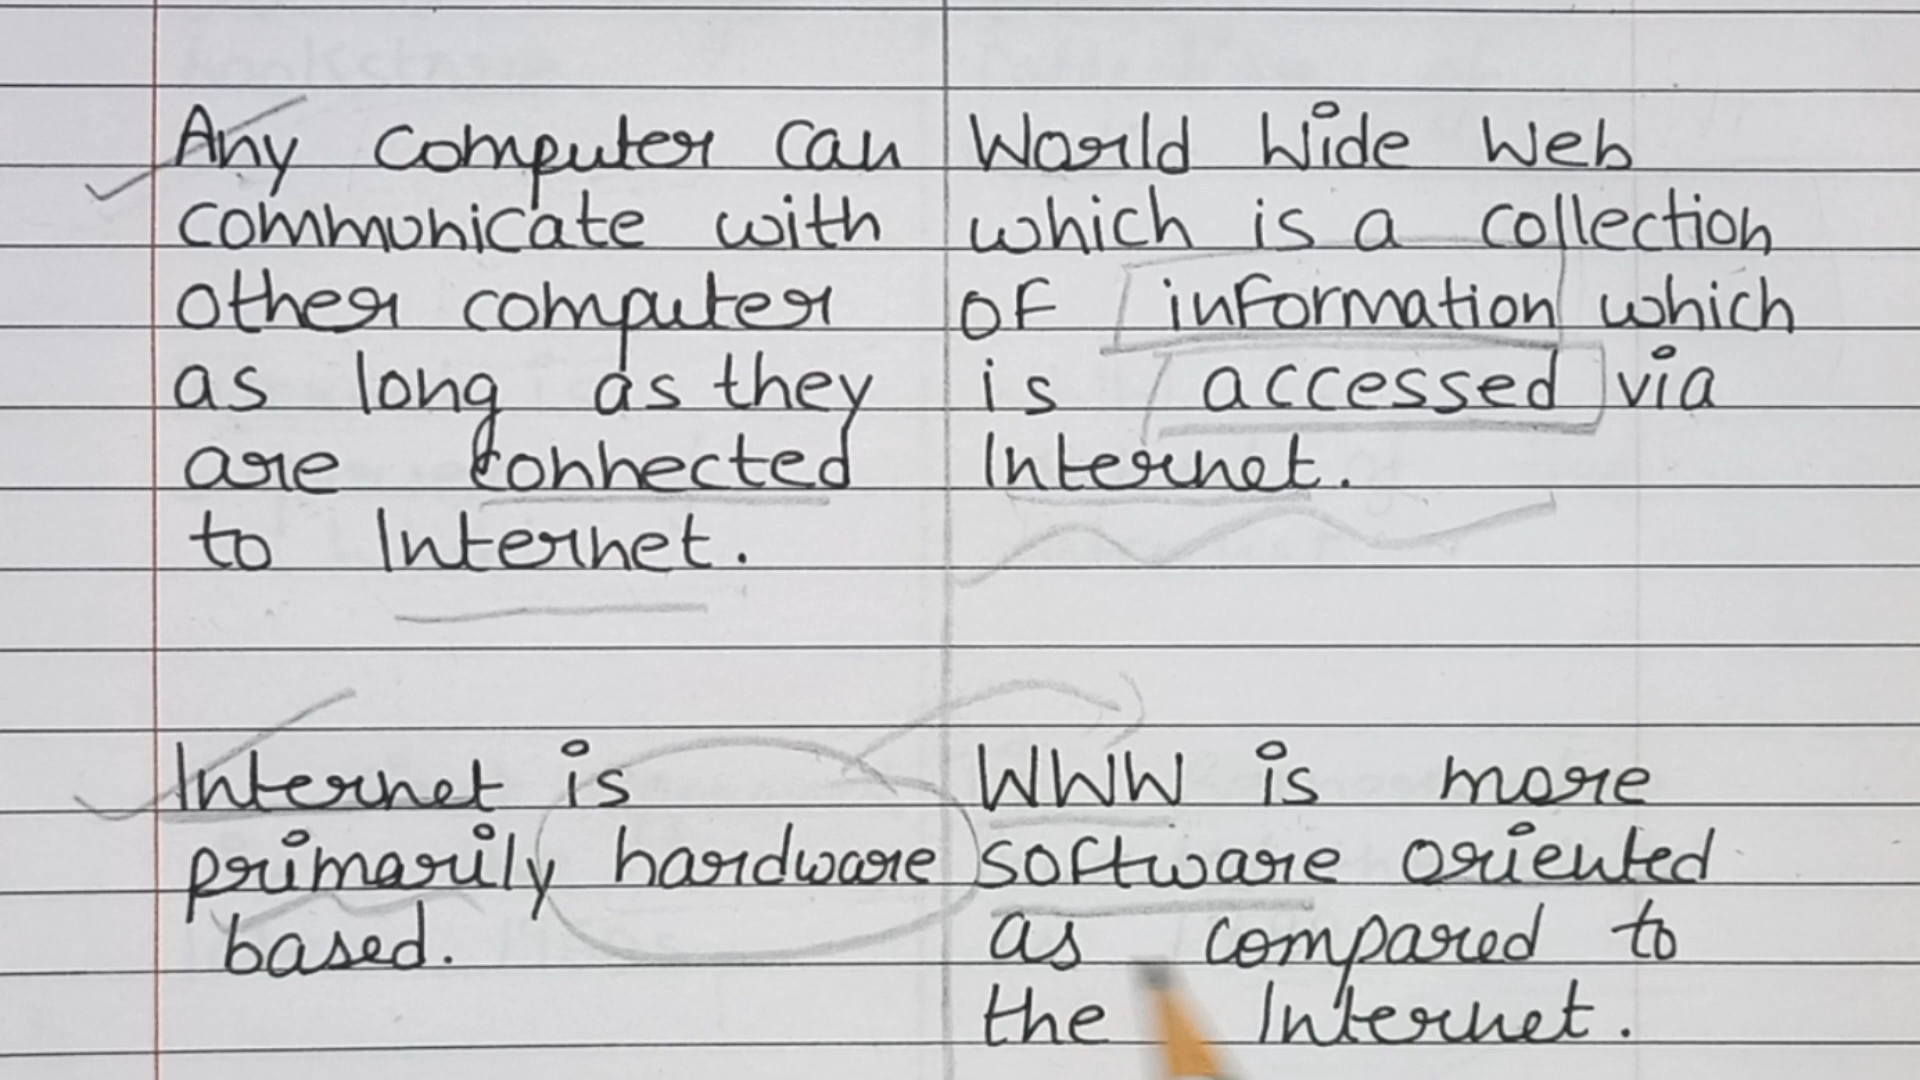 Any computer can
communicate with
other computer
as long as they
are connected
to Internet.
World Wide Web
which is a collection
of information which
is accessed via
Internet.
Internet is
primarily hardware
based.
WWW is more
software oriented
as compared to
the Internet.